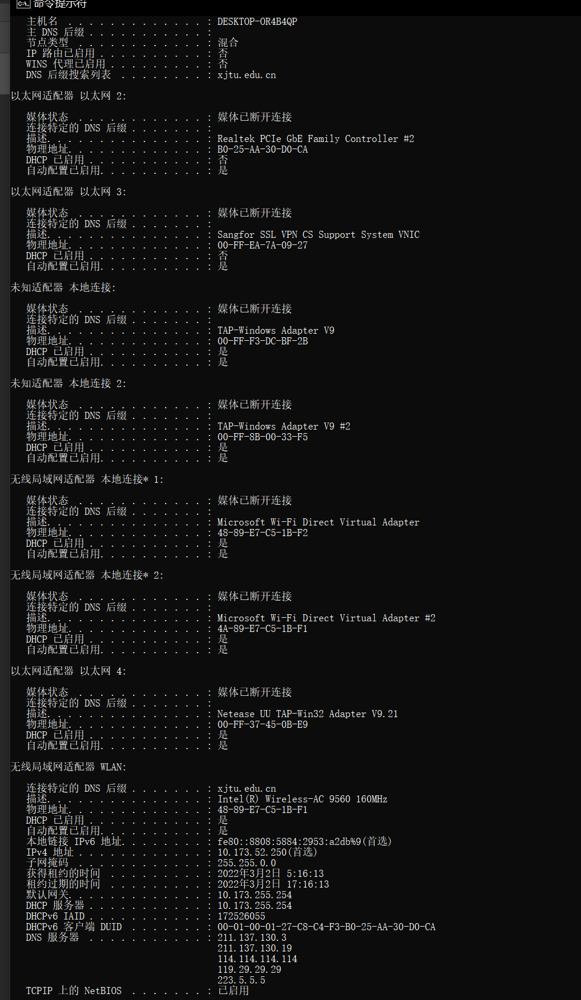 命令提示符
主机名 . . . . . . . . . . . . . : DESKTOP-OR4B4QP
主 DNS 后缀 . . . . . . . . . . . :
节点类型 . . . . . . . . . . . . : 混合
IP 路由已启用 . . . . . . . . . . : 否
WINS 代理已启用 . . . . . . . . . : 否
DNS 后缀搜索列表 . . . . . . . . : xjtu.edu.cn
以太网适配器 以太网 2:
媒体状态 . . . . . . . . . . . . : 媒体已断开连接
连接特定的 DNS 后缀 . . . . . . . :
描述. . . . . . . . . . . . . . . : Realtek PCIe GbE Family Controller #2
物理地址. . . . . . . . . . . . . : B0-25-AA-30-D0-CA
DHCP 已启用 . . . . . . . . . . . : 否
自动配置已启用. . . . . . . . . . : 是
以太网适配器 以太网 3:
媒体状态 . . . . . . . . . . . . : 媒体已断开连接
连接特定的 DNS 后缀 . . . . . . . :
描述. . . . . . . . . . . . . . . : Sangfor SSL VPN CS Support System VNIC
物理地址. . . . . . . . . . . . . : 00-FF-EA-7A-09-27
DHCP 已启用 . . . . . . . . . . . : 否
自动配置已启用. . . . . . . . . . : 是
未知适配器 本地连接:
媒体状态 . . . . . . . . . . . . : 媒体已断开连接
连接特定的 DNS 后缀 . . . . . . . :
描述. . . . . . . . . . . . . . . : TAP-Windows Adapter V9
物理地址. . . . . . . . . . . . . : 00-FF-F3-DC-BF-2B
DHCP 已启用 . . . . . . . . . . . : 是
自动配置已启用. . . . . . . . . . : 是
未知适配器 本地连接 2:
媒体状态 . . . . . . . . . . . . : 媒体已断开连接
连接特定的 DNS 后缀 . . . . . . . :
描述. . . . . . . . . . . . . . . : TAP-Windows Adapter V9 #2
物理地址. . . . . . . . . . . . . : 00-FF-8B-00-33-F5
DHCP 已启用 . . . . . . . . . . . : 是
自动配置已启用. . . . . . . . . . : 是
无线局域网适配器 本地连接* 1:
媒体状态 . . . . . . . . . . . . : 媒体已断开连接
连接特定的 DNS 后缀 . . . . . . . :
描述. . . . . . . . . . . . . . . : Microsoft Wi-Fi Direct Virtual Adapter
物理地址. . . . . . . . . . . . . : 48-89-E7-C5-1B-F2
DHCP 已启用 . . . . . . . . . . . : 是
自动配置已启用. . . . . . . . . . : 是
无线局域网适配器 本地连接* 2:
媒体状态 . . . . . . . . . . . . : 媒体已断开连接
连接特定的 DNS 后缀 . . . . . . . :
描述. . . . . . . . . . . . . . . : Microsoft Wi-Fi Direct Virtual Adapter #2
物理地址. . . . . . . . . . . . . : 4A-89-E7-C5-1B-F1
DHCP 已启用 . . . . . . . . . . . : 是
自动配置已启用. . . . . . . . . . : 是
以太网适配器 以太网 4:
媒体状态 . . . . . . . . . . . . : 媒体已断开连接
连接特定的 DNS 后缀 . . . . . . . :
描述. . . . . . . . . . . . . . . : Netease UU TAP-Win32 Adapter V9.21
物理地址. . . . . . . . . . . . . : 00-FF-37-45-0B-E9
DHCP 已启用 . . . . . . . . . . . : 是
自动配置已启用. . . . . . . . . . : 是
无线局域网适配器 WLAN:
连接特定的 DNS 后缀 . . . . . . . : xjtu.edu.cn
描述. . . . . . . . . . . . . . . : Intel(R) Wireless-AC 9560 160MHz
物理地址. . . . . . . . . . . . . : 48-89-E7-C5-1B-F1
DHCP 已启用 . . . . . . . . . . . : 是
自动配置已启用. . . . . . . . . . : 是
本地链接 IPv6 地址. . . . . . . . : fe80::8808:5884:2953:a2db%9(首选)
IPv4 地址 . . . . . . . . . . . . : 10.173.52.250(首选)
子网掩码 . . . . . . . . . . . . : 255.255.0.0
获得租约的时间 . . . . . . . . . : 2022年3月2日 5:16:13
租约过期的时间 . . . . . . . . . : 2022年3月2日 17:16:13
默认网关. . . . . . . . . . . . . : 10.173.255.254
DHCP 服务器 . . . . . . . . . . . : 10.173.255.254
DHCPv6 IAID . . . . . . . . . . . : 172526055
DHCPv6 客户端 DUID . . . . . . . : 00-01-00-01-27-C8-C4-F3-B0-25-AA-30-D0-CA
DNS 服务器 . . . . . . . . . . . : 211.137.130.3
211.137.130.19
114.114.114.114
119.29.29.29
223.5.5.5
TCPIP 上的 NetBIOS . . . . . . . : 已启用